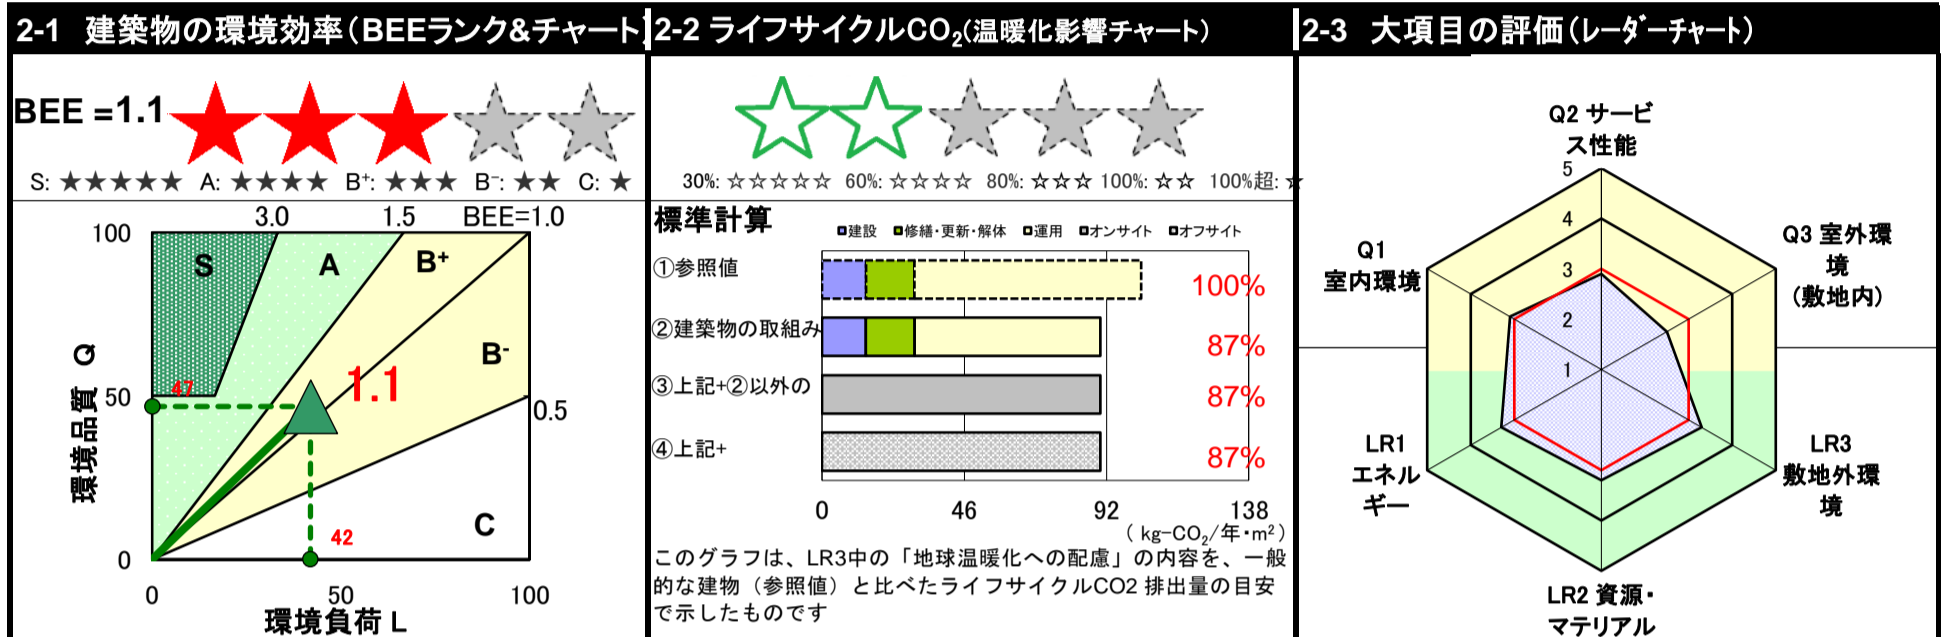 2-1 建築物の環境効率(BEEランク&チャート)
BEE =1.1
S: ★★★★★ A: ★★★★ B+: ★★★ B−: ★★ C: ★
3.0 1.5 BEE=1.0
100
S
A
B+
B-
環境品質 Q
47
1.1
50
0.5
42
C
0
0 50 100
環境負荷 L
2-2 ライフサイクルCO2(温暖化影響チャート)
30%: ☆☆☆☆☆ 60%: ☆☆☆☆ 80%: ☆☆☆ 100%: ☆☆ 100%超: ☆
標準計算
建設 修繕・更新・解体 運用 オンサイト オフサイト
①参照値 100%
②建築物の取組み 87%
③上記+②以外の 87%
④上記+ 87%
0 46 92 138
( kg-CO2/年・m²)
このグラフは、LR3中の「地球温暖化への配慮」の内容を、一般
的な建物(参照値)と比べたライフサイクルCO2 排出量の目安
で示したものです
2-3 大項目の評価(レーダーチャート)
Q2 サービ
ス性能
5
4
3
2
1
Q1
室内環境
Q3 室外環
境
(敷地内)
LR1
エネル
ギー
LR3
敷地外環
境
LR2 資源・
マテリアル